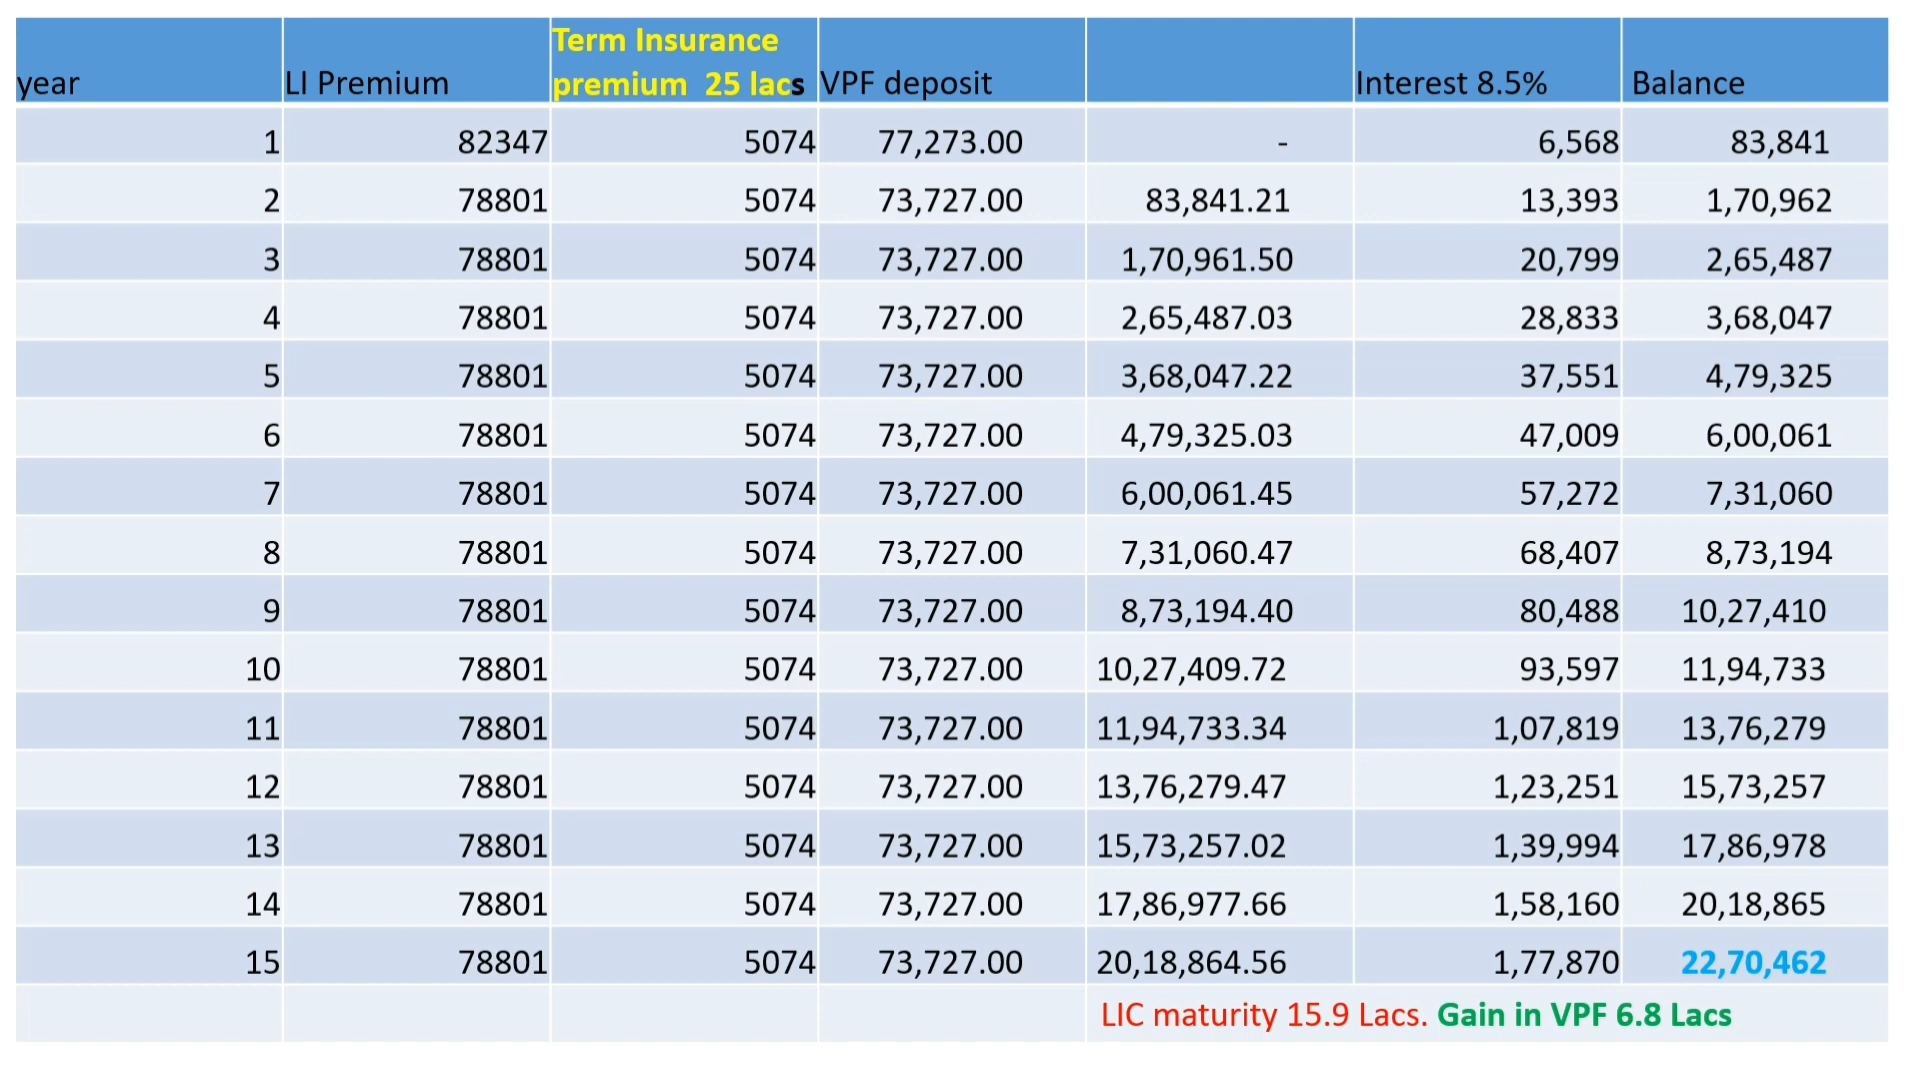 year LI Premium Term Insurance premium 25 lacs VPF deposit Interest 8.5% Balance
1 82347 5074 77,273.00 - 6,568 83,841
2 78801 5074 73,727.00 83,841.21 13,393 1,70,962
3 78801 5074 73,727.00 1,70,961.50 20,799 2,65,487
4 78801 5074 73,727.00 2,65,487.03 28,833 3,68,047
5 78801 5074 73,727.00 3,68,047.22 37,551 4,79,325
6 78801 5074 73,727.00 4,79,325.03 47,009 6,00,061
7 78801 5074 73,727.00 6,00,061.45 57,272 7,31,060
8 78801 5074 73,727.00 7,31,060.47 68,407 8,73,194
9 78801 5074 73,727.00 8,73,194.40 80,488 10,27,410
10 78801 5074 73,727.00 10,27,409.72 93,597 11,94,733
11 78801 5074 73,727.00 11,94,733.34 1,07,819 13,76,279
12 78801 5074 73,727.00 13,76,279.47 1,23,251 15,73,257
13 78801 5074 73,727.00 15,73,257.02 1,39,994 17,86,978
14 78801 5074 73,727.00 17,86,977.66 1,58,160 20,18,865
15 78801 5074 73,727.00 20,18,864.56 1,77,870 22,70,462
LIC maturity 15.9 Lacs. Gain in VPF 6.8 Lacs